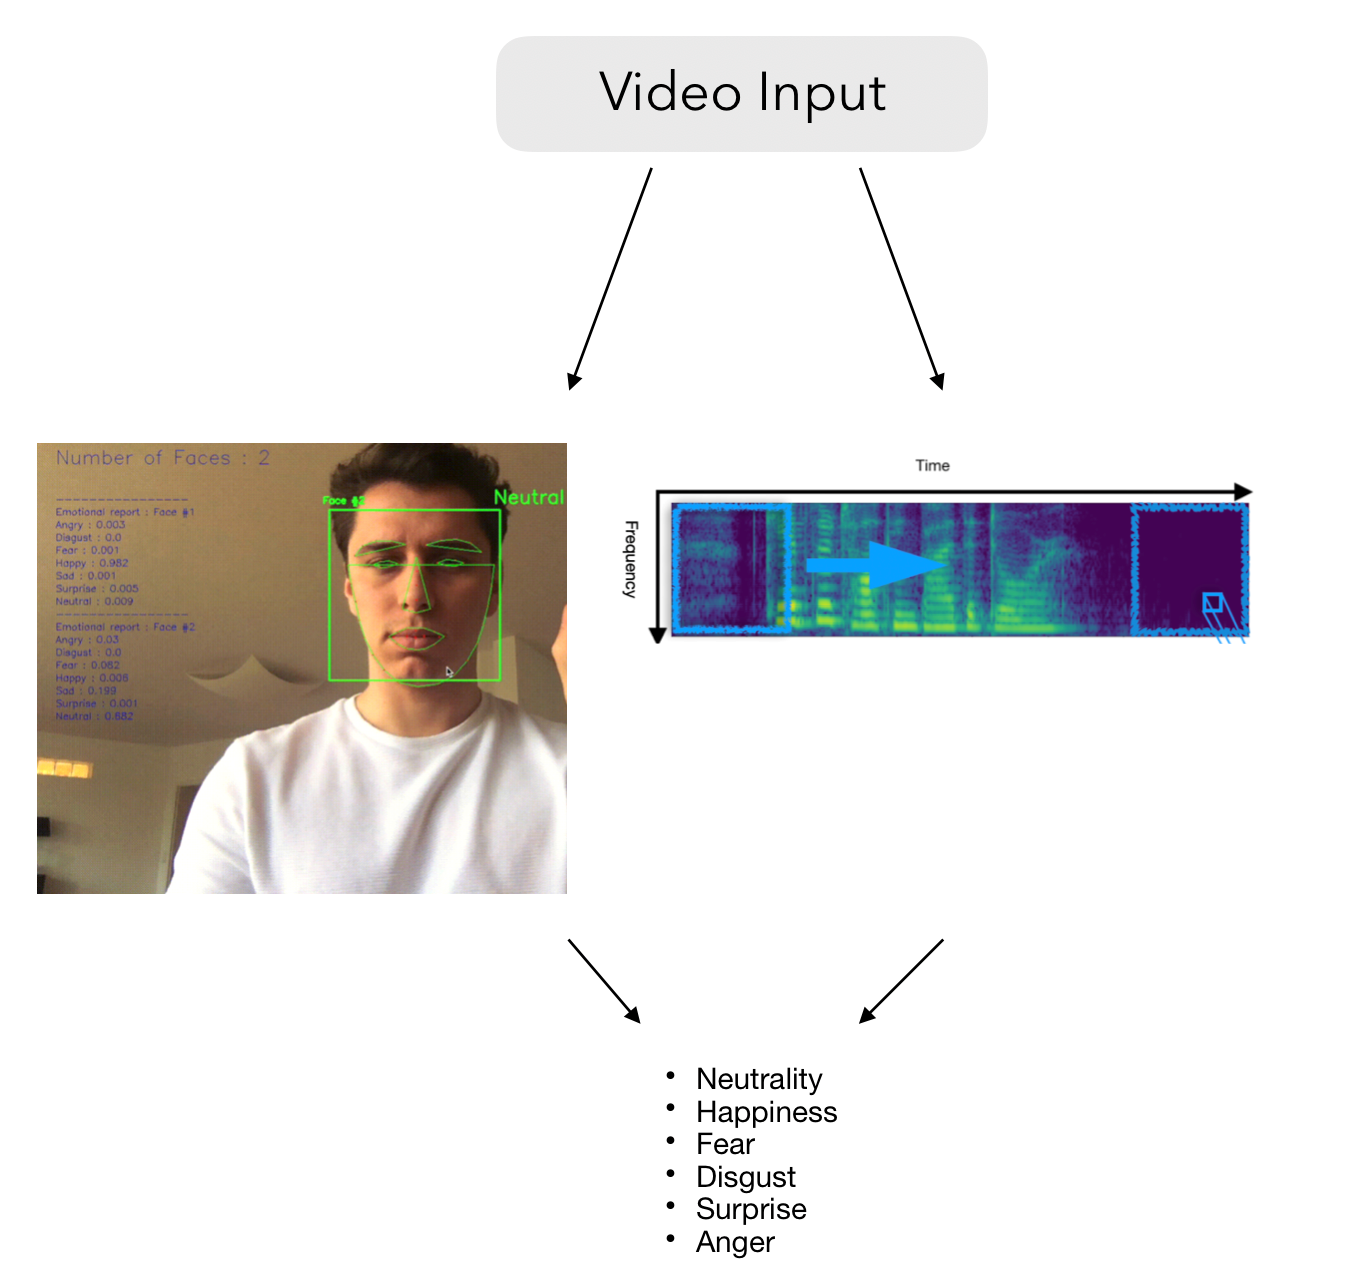 Video Input
Number of Faces : 2
Face #2
Neutral
----------------
Emotional report : Face #1
Angry : 0.003
Disgust : 0.0
Fear : 0.001
Happy : 0.982
Sad : 0.001
Surprise : 0.005
Neutral : 0.009
----------------
Emotional report : Face #2
Angry : 0.03
Disgust : 0.0
Fear : 0.082
Happy : 0.006
Sad : 0.199
Surprise : 0.001
Neutral : 0.682
Time
Frequency
• Neutrality
• Happiness
• Fear
• Disgust
• Surprise
• Anger